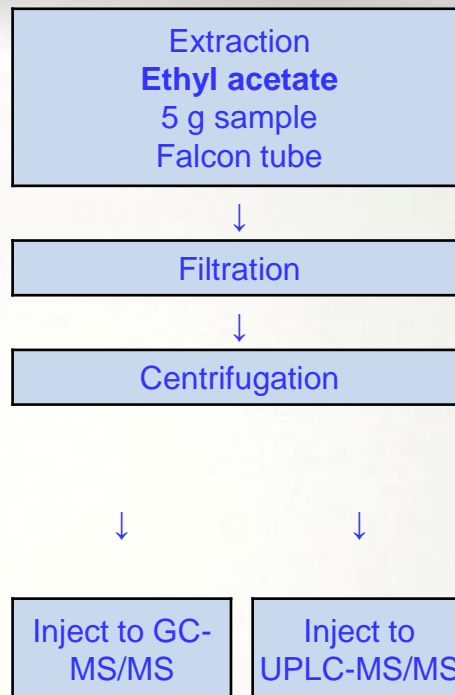 Extraction
Ethyl acetate
5 g sample
Falcon tube
↓
Filtration
↓
Centrifugation
↓ ↓
Inject to GC-
MS/MS
Inject to
UPLC-MS/MS